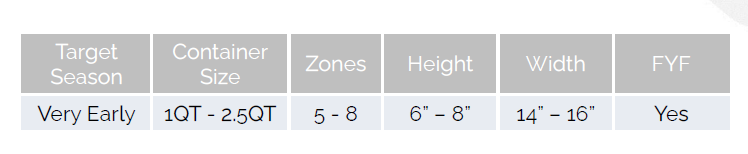 Target Season
Container Size
Zones
Height
Width
FYF
Very Early
1QT - 2.5QT
5 - 8
6” – 8”
14” – 16”
Yes